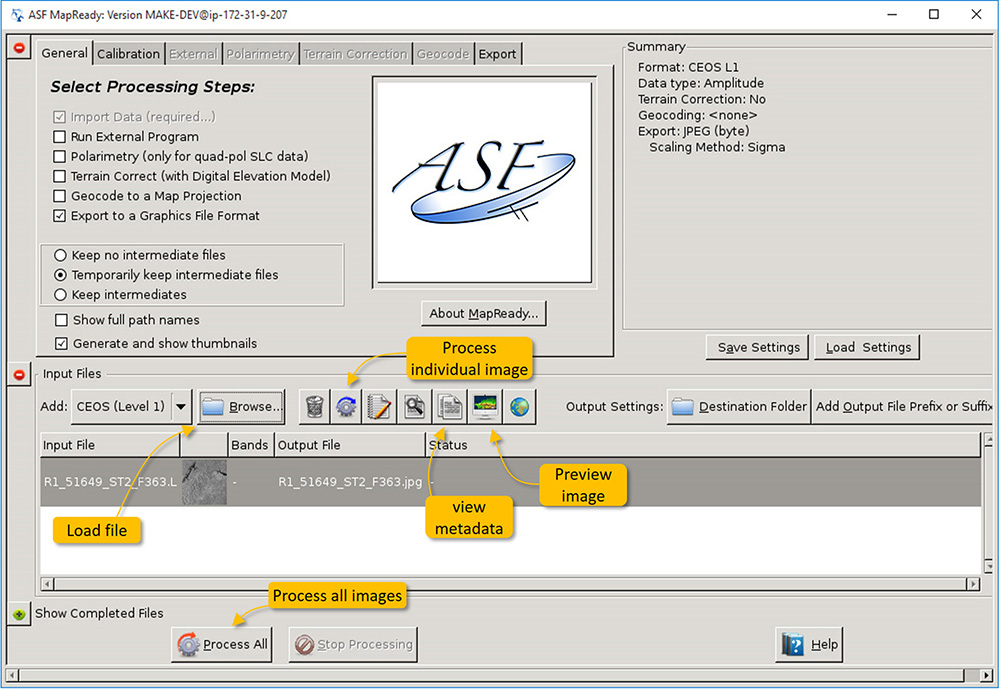 ASF MapReady: Version MAKE-DEV@ip-172-31-9-207
General Calibration External Polarimetry Terrain Correction Geocode Export
Select Processing Steps:
Import Data (required...)
Run External Program
Polarimetry (only for quad-pol SLC data)
Terrain Correct (with Digital Elevation Model)
Geocode to a Map Projection
Export to a Graphics File Format
Keep no intermediate files
Temporarily keep intermediate files
Keep intermediates
Show full path names
Generate and show thumbnails
ASF
About MapReady...
Summary
Format: CEOS L1
Data type: Amplitude
Terrain Correction: No
Geocoding: <none>
Export: JPEG (byte)
Scaling Method: Sigma
Save Settings Load Settings
Process
individual image
Input Files
Add: CEOS (Level 1) Browse... Output Settings: Destination Folder Add Output File Prefix or Suffix
Input File Bands Output File Status
R1_51649_ST2_F363.L - R1_51649_ST2_F363.jpg -
Load file
view
metadata
Preview
image
Process all images
Show Completed Files
Process All Stop Processing Help